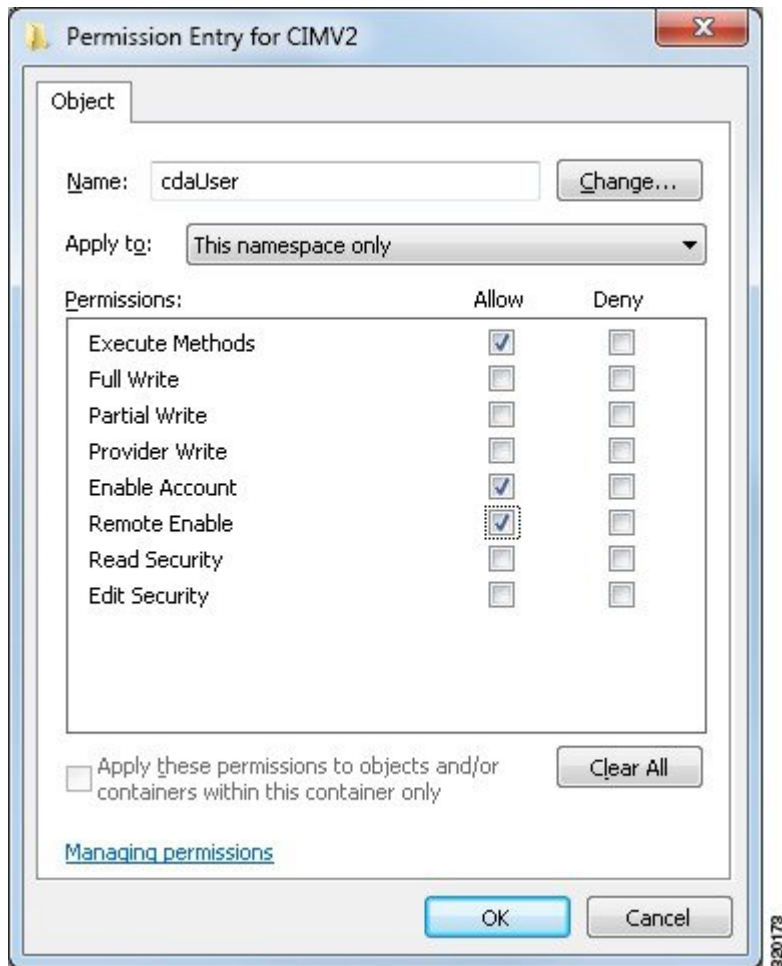 Permission Entry for CIMV2
Object
Name: cdaUser Change...
Apply to: This namespace only
Permissions: Allow Deny
Execute Methods
Full Write
Partial Write
Provider Write
Enable Account
Remote Enable
Read Security
Edit Security
Apply these permissions to objects and/or
containers within this container only
Clear All
Managing permissions
OK Cancel